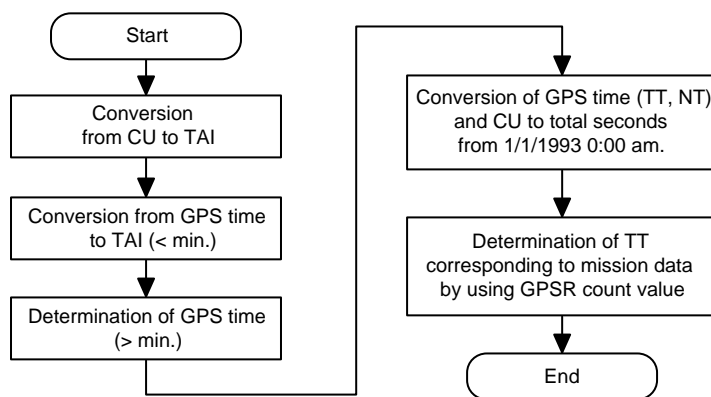 Start
Conversion
from CU to TAI
Conversion from GPS time
to TAI (< min.)
Determination of GPS time
(> min.)
Conversion of GPS time (TT, NT)
and CU to total seconds
from 1/1/1993 0:00 am.
Determination of TT
corresponding to mission data
by using GPSR count value
End